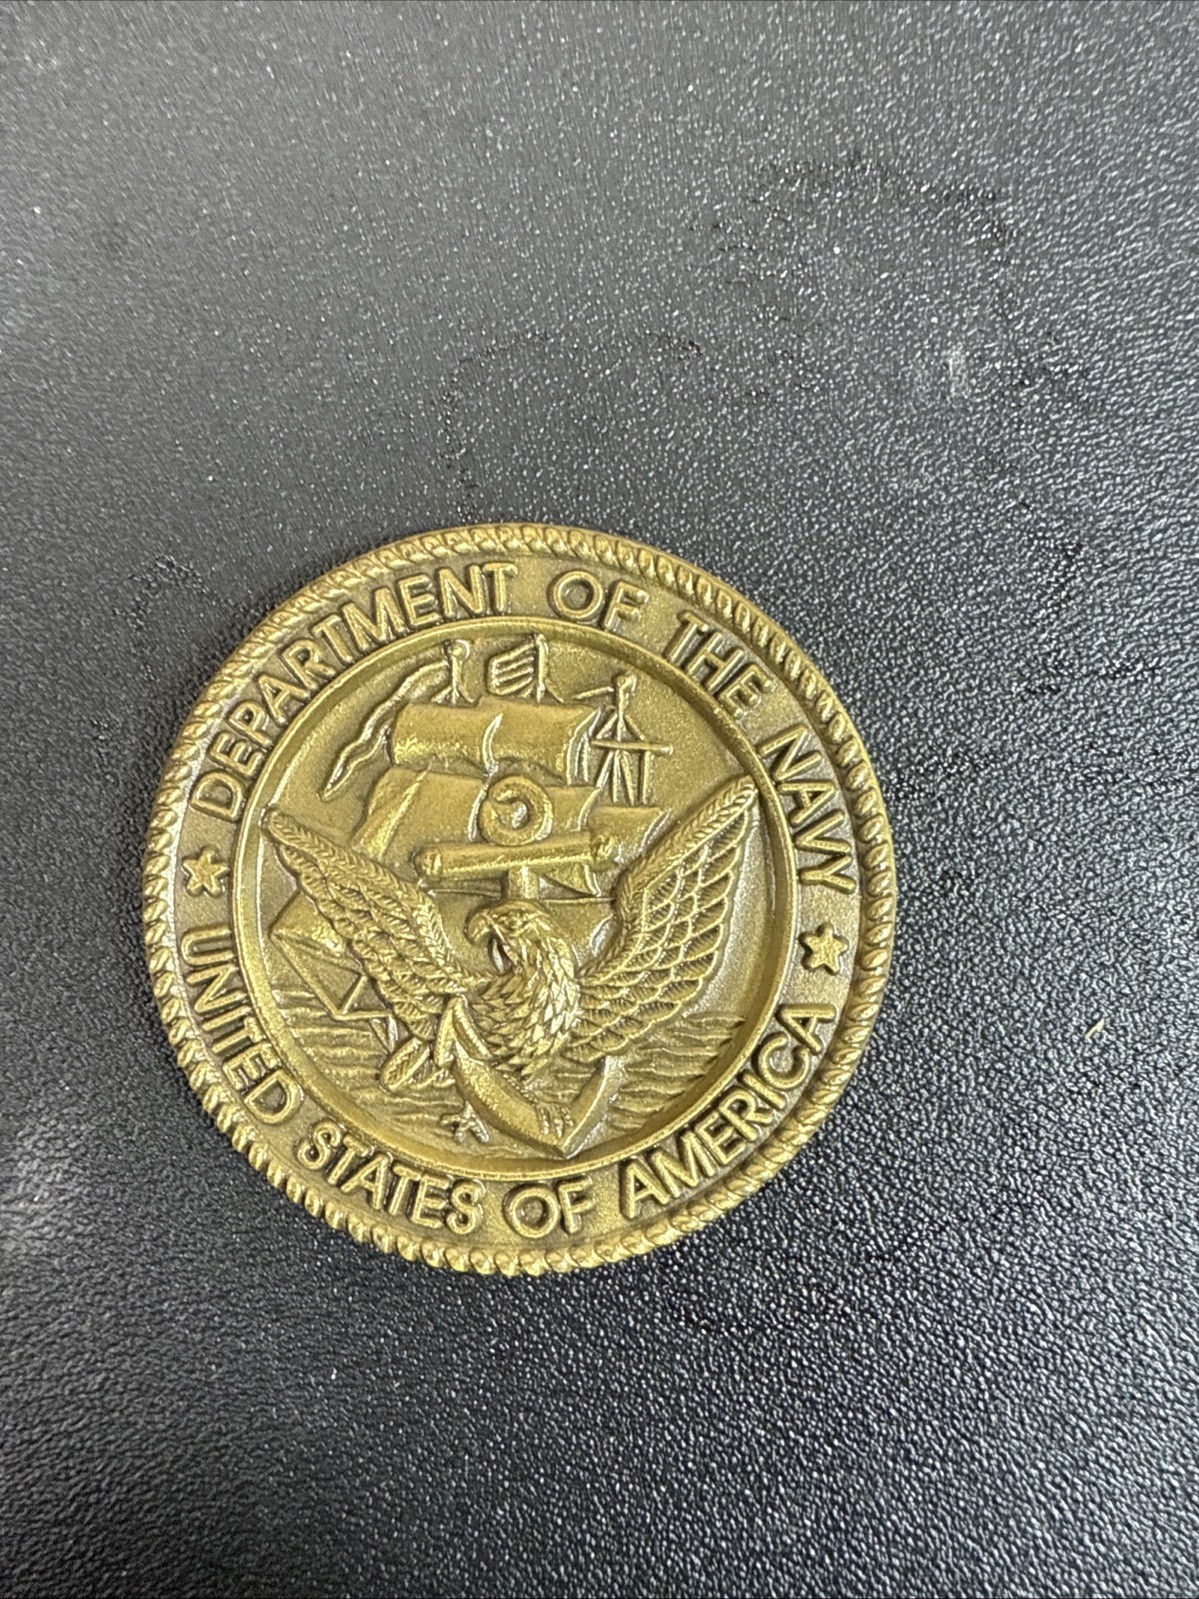 DEPARTMENT OF THE NAVY
UNITED STATES OF AMERICA